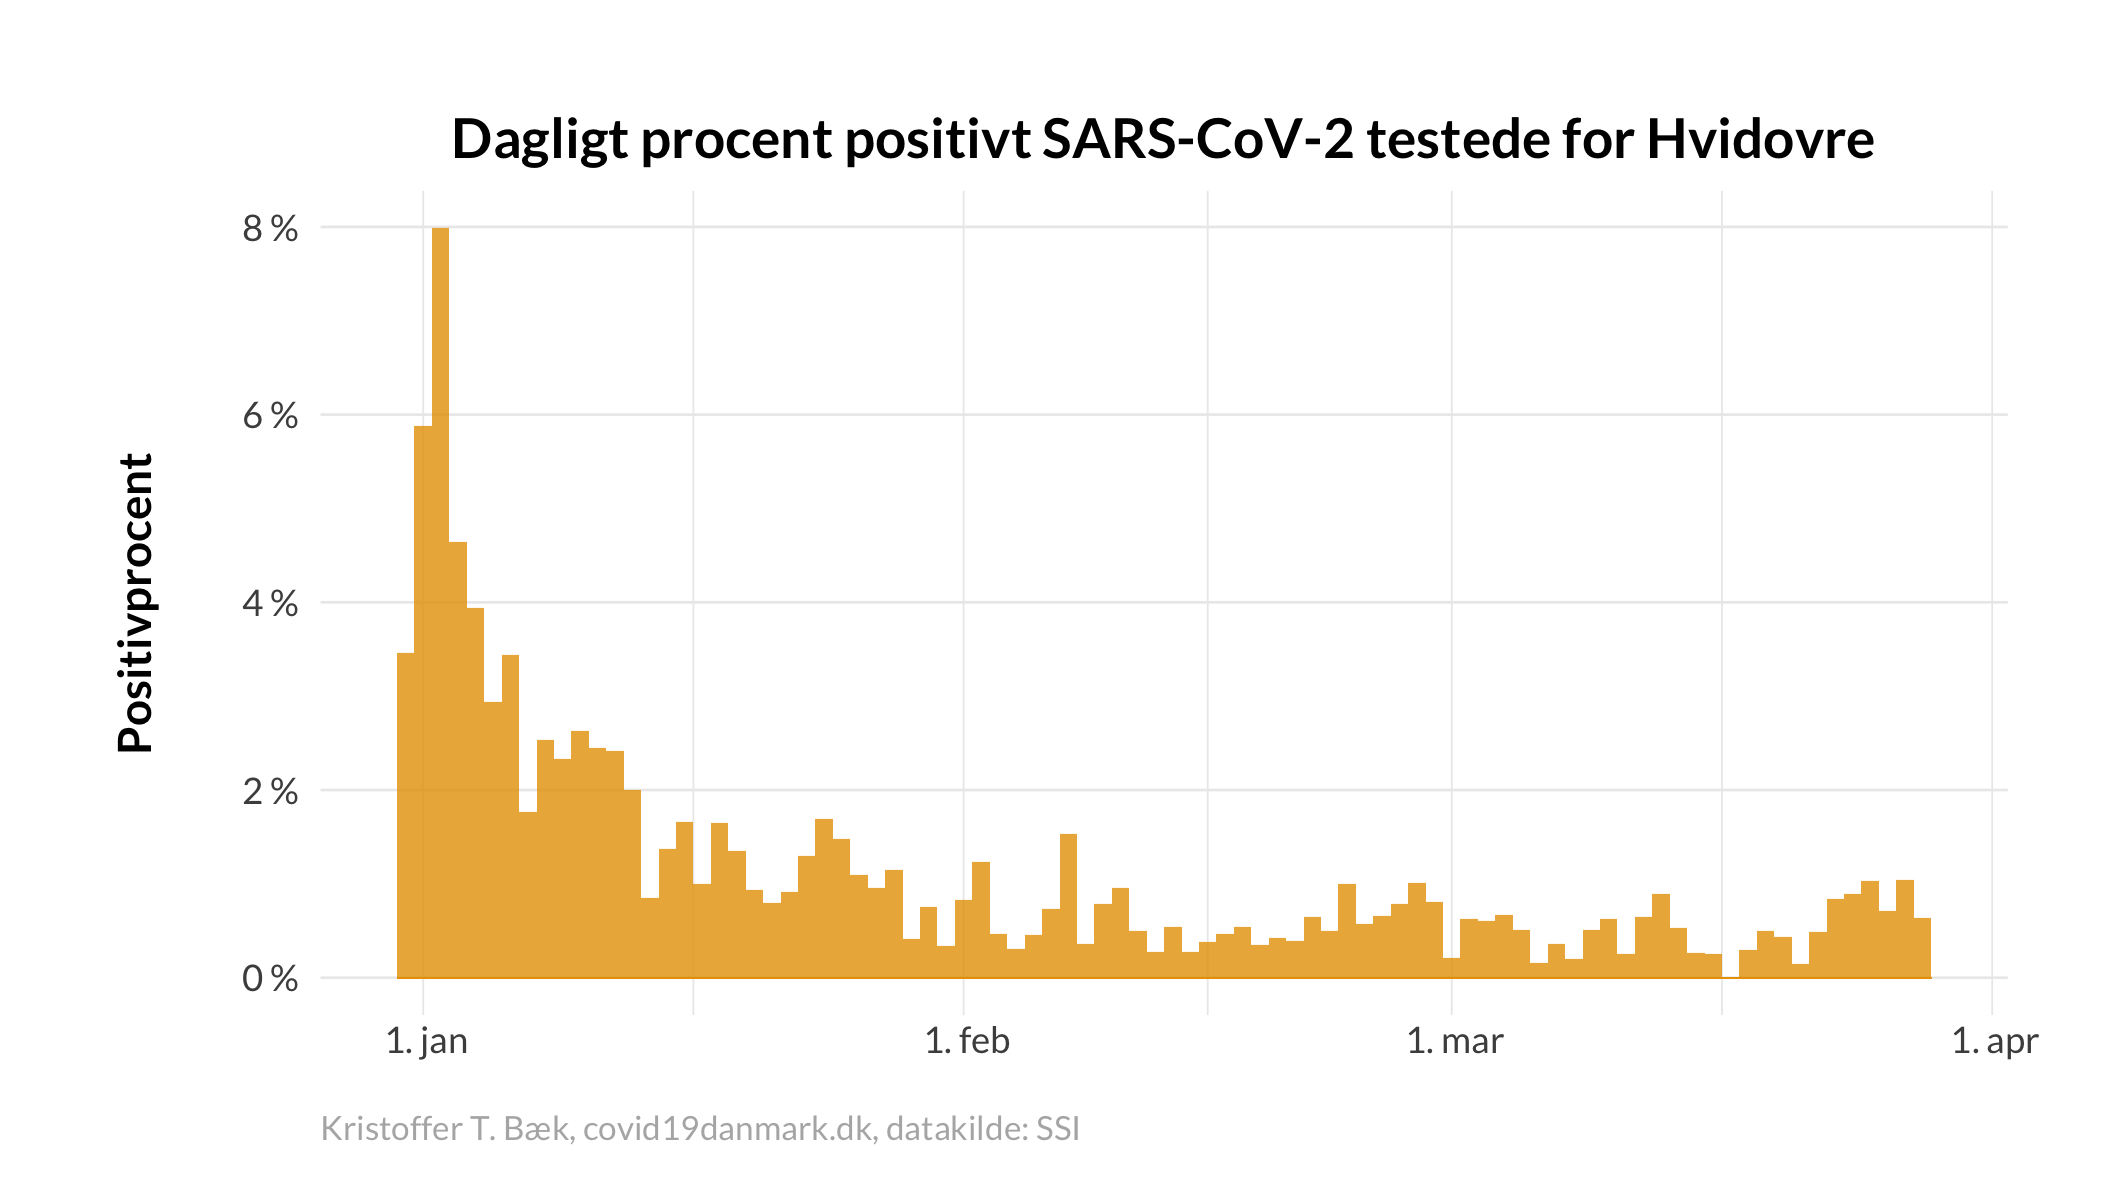 Dagligt procent positivt SARS-CoV-2 testede for Hvidovre
Positivprocent
8 %
6 %
4 %
2 %
0 %
1. jan
1. feb
1. mar
1. apr
Kristoffer T. Bæk, covid19danmark.dk, datakilde: SSI